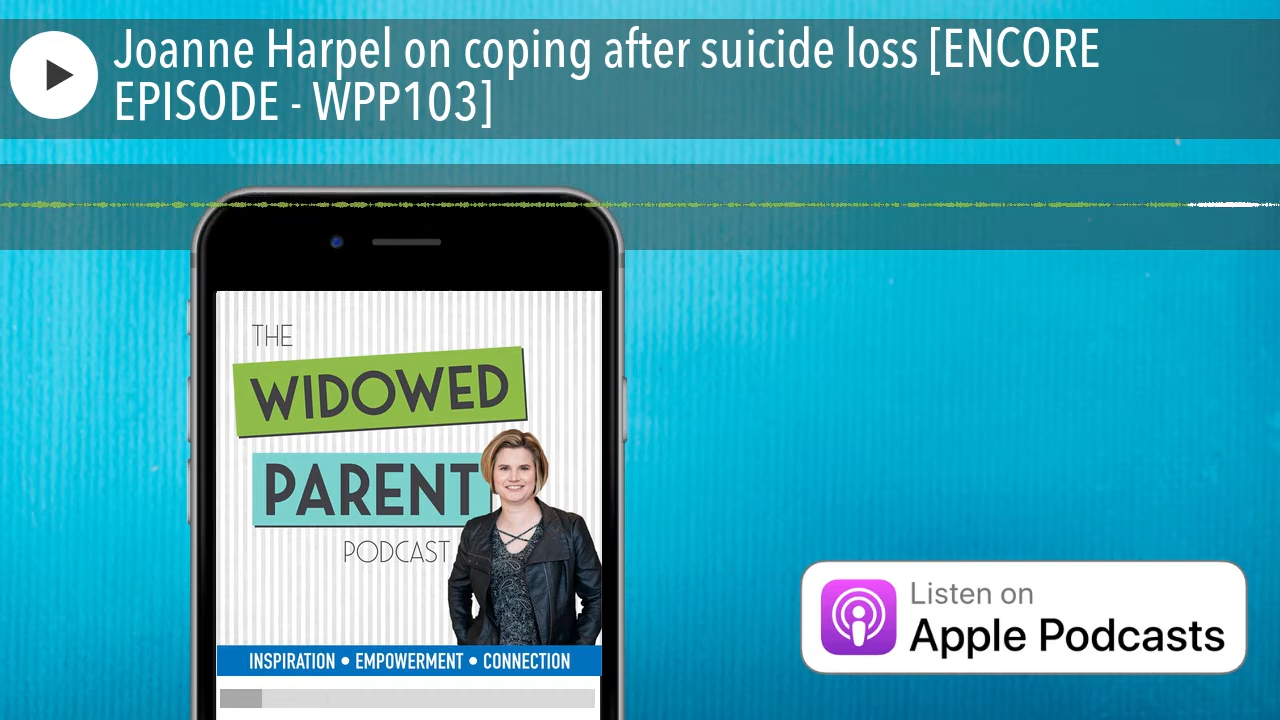 Joanne Harpel on coping after suicide loss [ENCORE
EPISODE - WPP103]
THE
WIDOWED
PARENT
PODCAST
INSPIRATION • EMPOWERMENT • CONNECTION
Listen on
Apple Podcasts